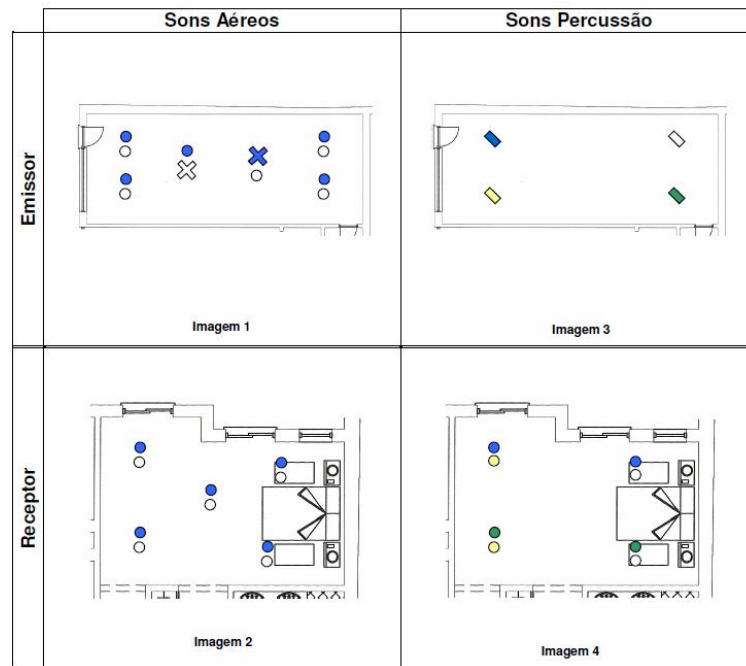 Sons Aéreos
Sons Percussão
Emissor
Imagem 1
Imagem 3
Receptor
Imagem 2
Imagem 4